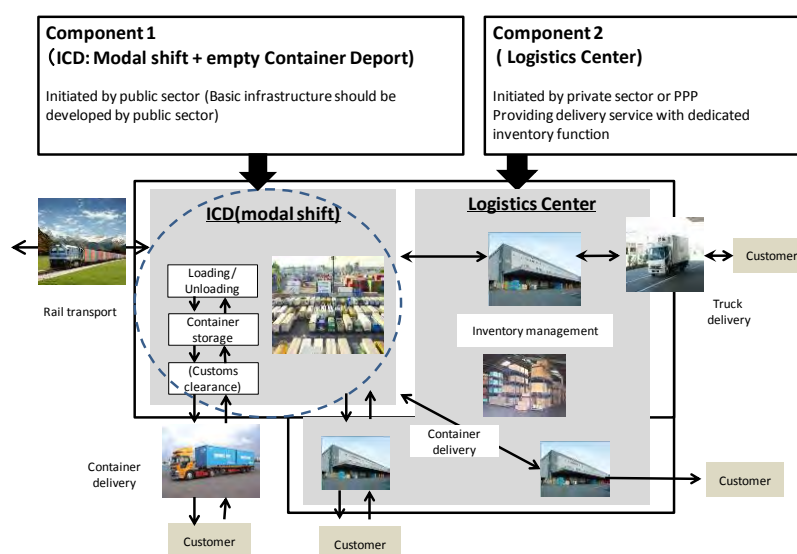 Component 1
（ICD: Modal shift + empty Container Deport)
Initiated by public sector (Basic infrastructure should be
developed by public sector)
Component 2
( Logistics Center)
Initiated by private sector or PPP
Providing delivery service with dedicated
inventory function
ICD(modal shift)
Logistics Center
Rail transport
Loading/
Unloading
Container
storage
(Customs
clearance)
Inventory management
Customer
Truck
delivery
Container
delivery
Container
delivery
Customer
Customer
Customer